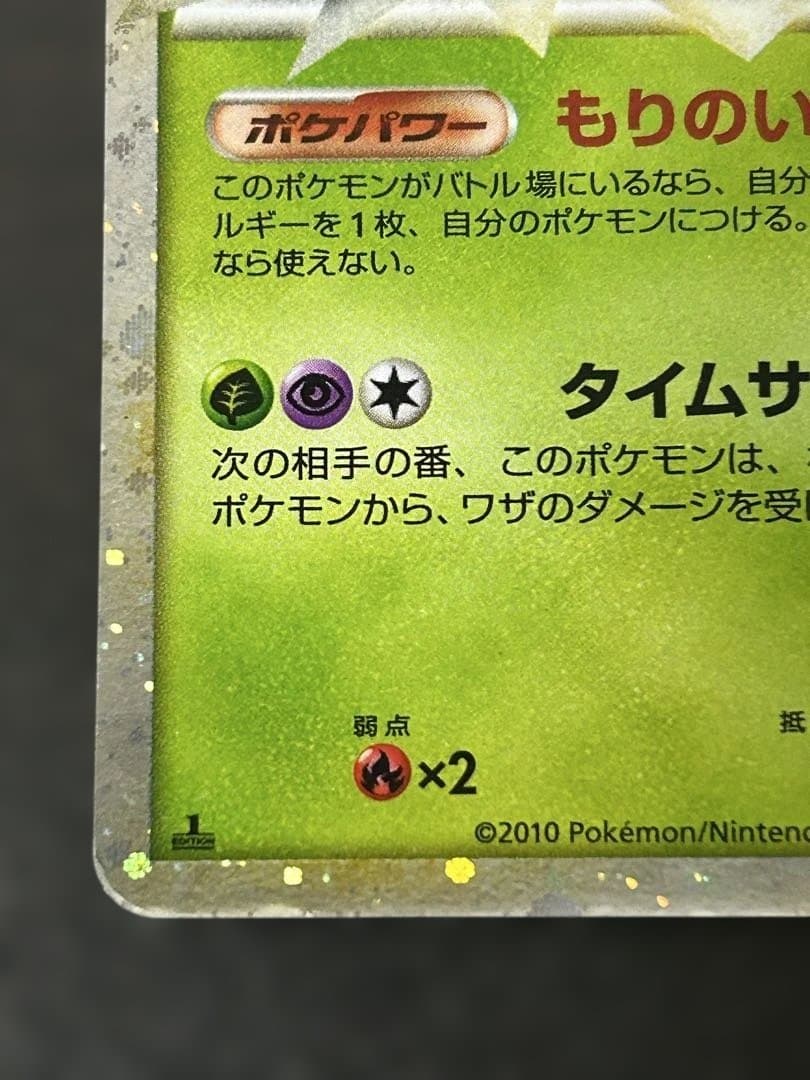 ポケパワー もりのい
このポケモンがバトル場にいるなら、自分
ルギーを1枚、自分のポケモンにつける。
なら使えない。
タイムサ
次の相手の番、このポケモンは、
ポケモンから、ワザのダメージを受
弱点
抵
×2
1
EDITION
©2010 Pokémon/Nintend